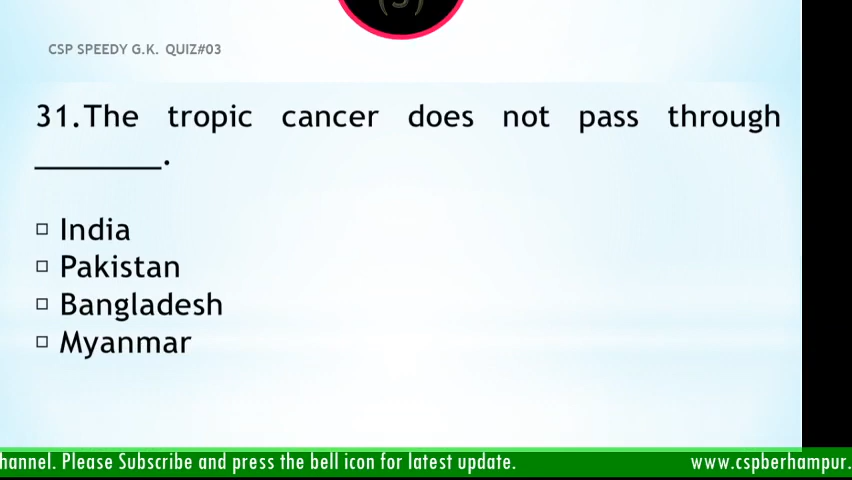 (3)
CSP SPEEDY G.K. QUIZ#03
31.The tropic cancer does not pass through
________.
India
Pakistan
Bangladesh
Myanmar
hannel. Please Subscribe and press the bell icon for latest update. www.cspberhampur.